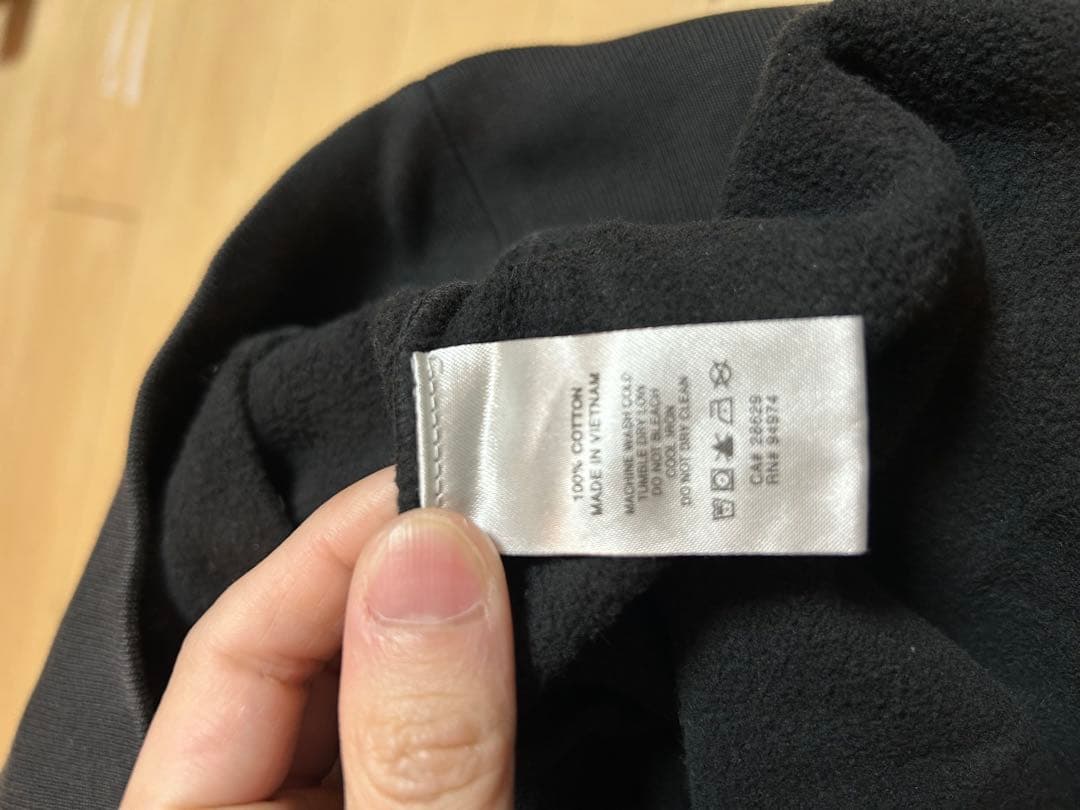 100% COTTON
MADE IN VIETNAM
MACHINE WASH COLD
TUMBLE DRY LOW
DO NOT BLEACH
COOL IRON
DO NOT DRY CLEAN
CA# 28629
RN# 94974